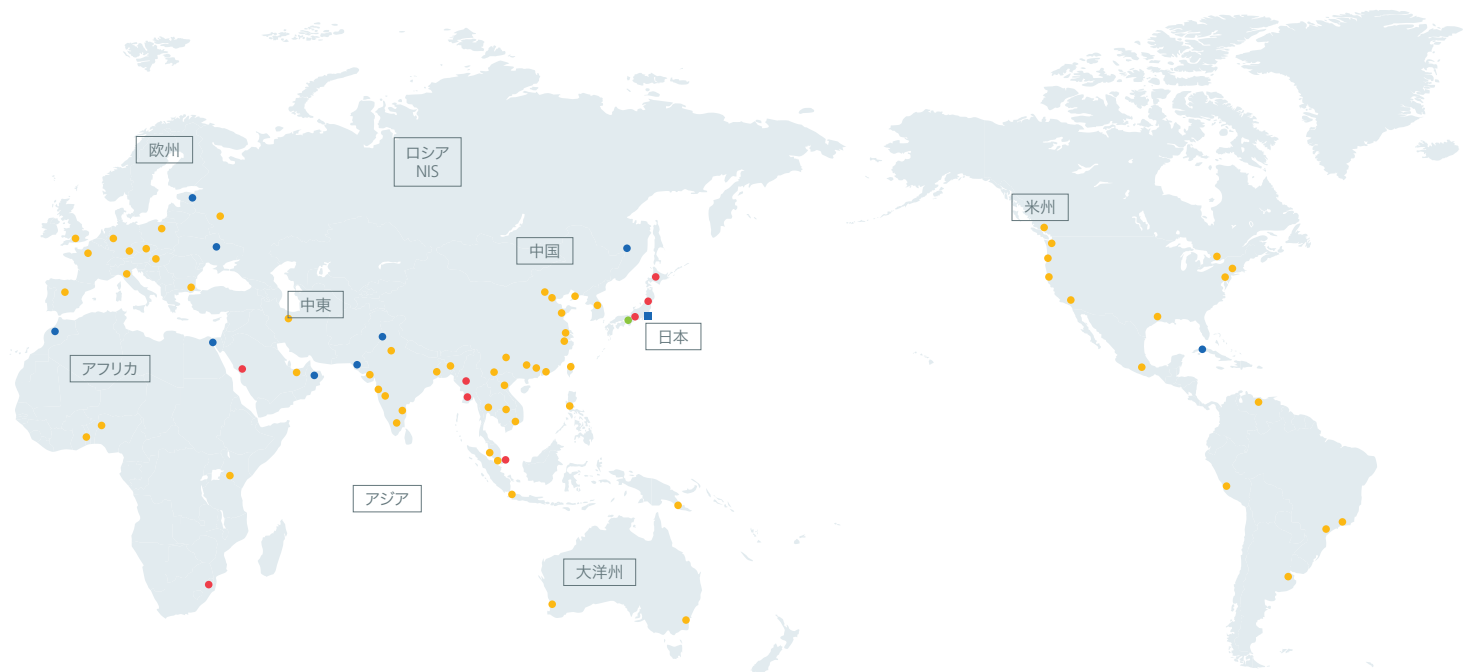 欧州
ロシア
NIS
米州
中国
中東
日本
アフリカ
アジア
大洋州